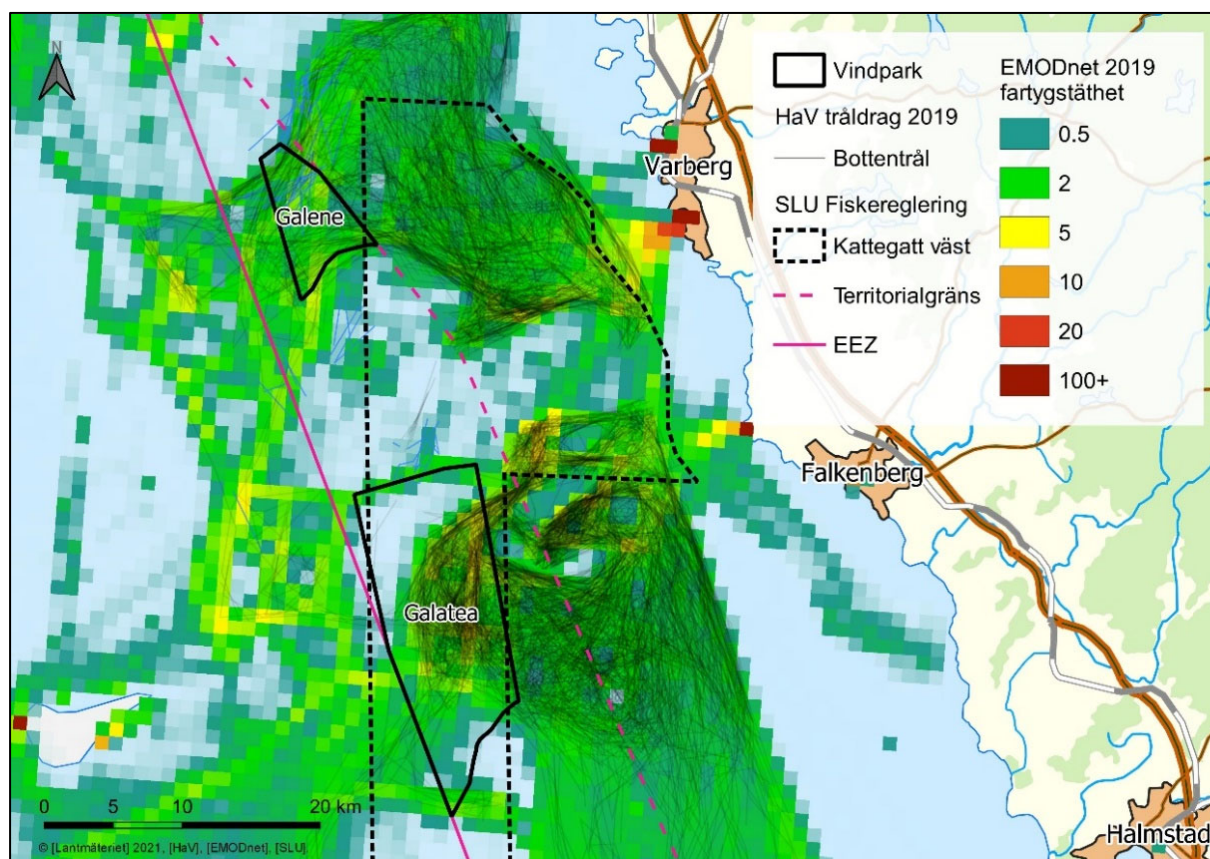 N
Vindpark
HaV tråldrag 2019
Bottentrål
SLU Fiskereglering
Kattegatt väst
Territorialgräns
EEZ
EMODnet 2019
fartygstäthet
0.5
2
5
10
20
100+
Varberg
Galene
Falkenberg
Galatea
Halmstad
0 5 10 20 km
© [Lantmäteriet] 2021, [HaV], [EMODnet], [SLU]